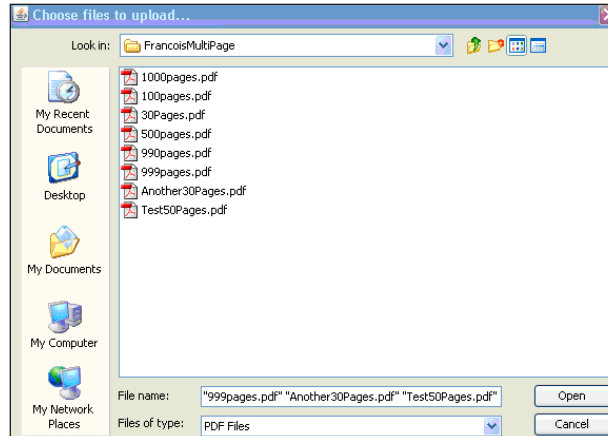 Choose files to upload...
Look in: FrancoisMultiPage
1000pages.pdf
100pages.pdf
30Pages.pdf
500pages.pdf
990pages.pdf
999pages.pdf
Another30Pages.pdf
Test50Pages.pdf
My Recent
Documents
Desktop
My Documents
My Computer
My Network
Places
File name: "999pages.pdf" "Another30Pages.pdf" "Test50Pages.pdf" Open
Files of type: PDF Files Cancel